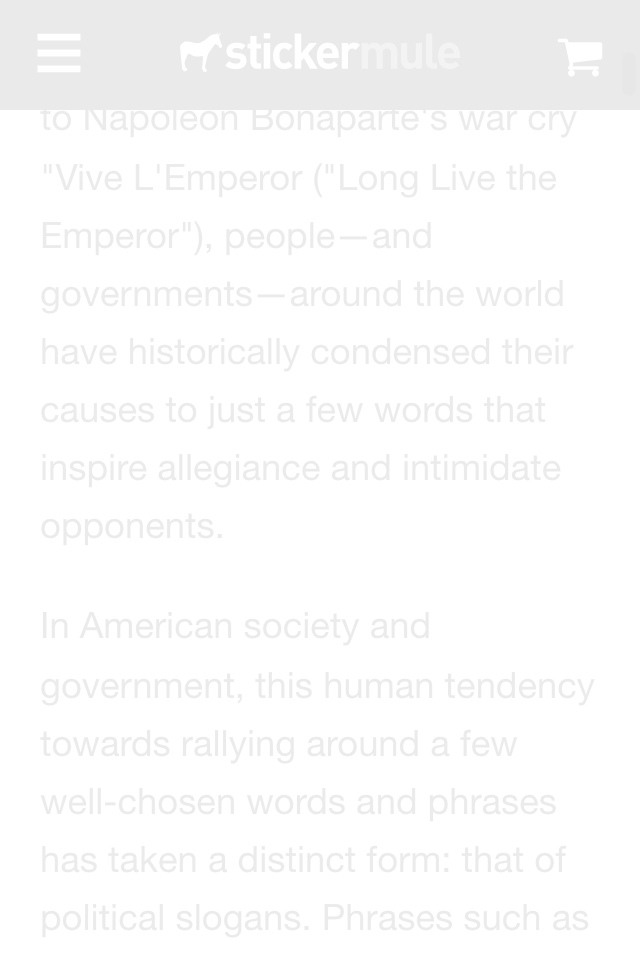 stickermule
to Napoleon Bonaparte's war cry
"Vive L'Emperor ("Long Live the
Emperor"), people—and
governments—around the world
have historically condensed their
causes to just a few words that
inspire allegiance and intimidate
opponents.
In American society and
government, this human tendency
towards rallying around a few
well-chosen words and phrases
has taken a distinct form: that of
political slogans. Phrases such as